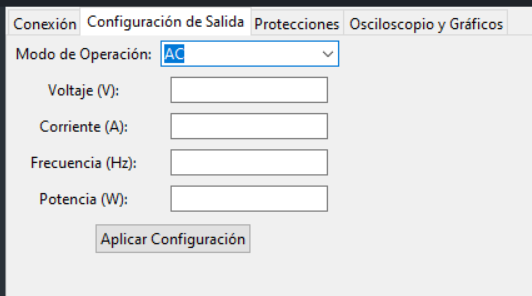 Conexión Configuración de Salida Protecciones Osciloscopio y Gráficos
Modo de Operación: AC
Voltaje (V):
Corriente (A):
Frecuencia (Hz):
Potencia (W):
Aplicar Configuración